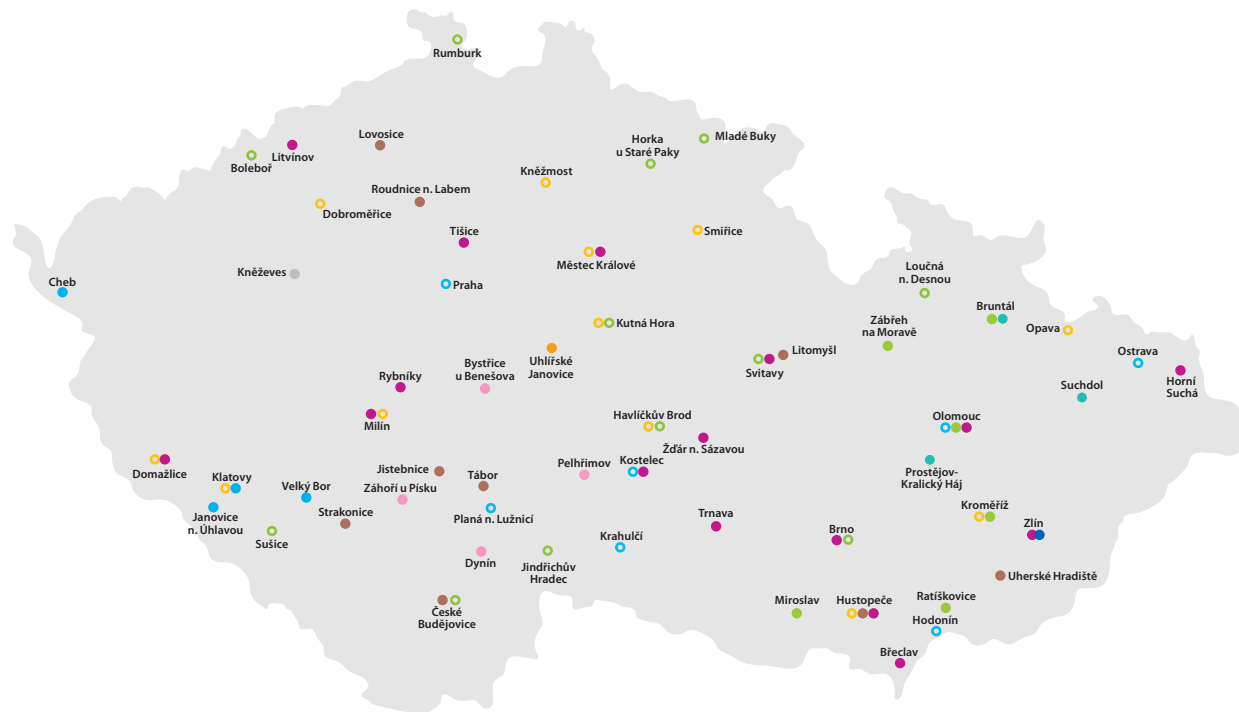 Rumburk
Mladé Buky
Lovosice
Horka
u Staré Paky
Litvínov
Boleboř
Kněžmost
Roudnice n. Labem
Dobroměřice
Tišice
Smiřice
Městec Králové
Loučná
n. Desnou
Kněževes
Cheb
Praha
Bruntál
Zábřeh
na Moravě
Kutná Hora
Opava
Litomyšl
Ostrava
Uhlířské
Janovice
Bystřice
u Benešova
Svitavy
Rybníky
Horní
Suchá
Suchdol
Havlíčkův Brod
Olomouc
Milín
Žďár n. Sázavou
Kostelec
Pelhřimov
Domažlice
Jistebnice
Tábor
Klatovy
Prostějov-
Kralický Háj
Velký Bor
Záhoří u Písku
Kroměříž
Janovice
n. Úhlavou
Strakonice
Planá n. Lužnicí
Trnava
Zlín
Sušice
Brno
Krahulčí
Dynín
Jindřichův
Hradec
Uherské Hradiště
Miroslav
Hustopeče
Ratíškovice
České
Budějovice
Hodonín
Břeclav